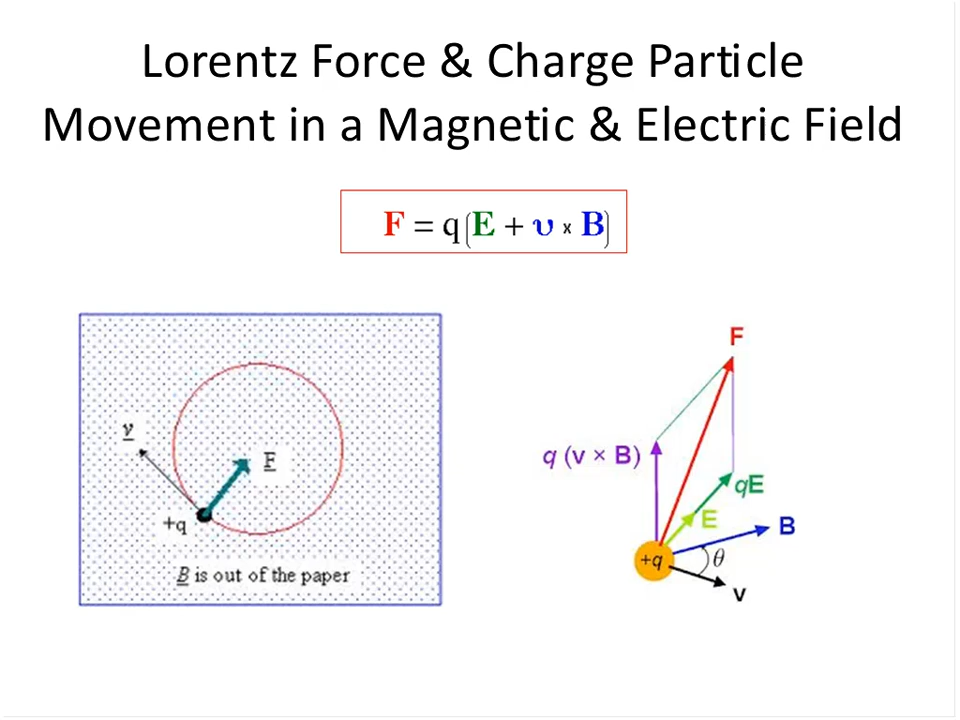 Lorentz Force & Charge Particle
Movement in a Magnetic & Electric Field
F = q(E + υ × B)
v
F
+q
B is out of the paper
F
q (v × B)
qE
E
B
+q
θ
v